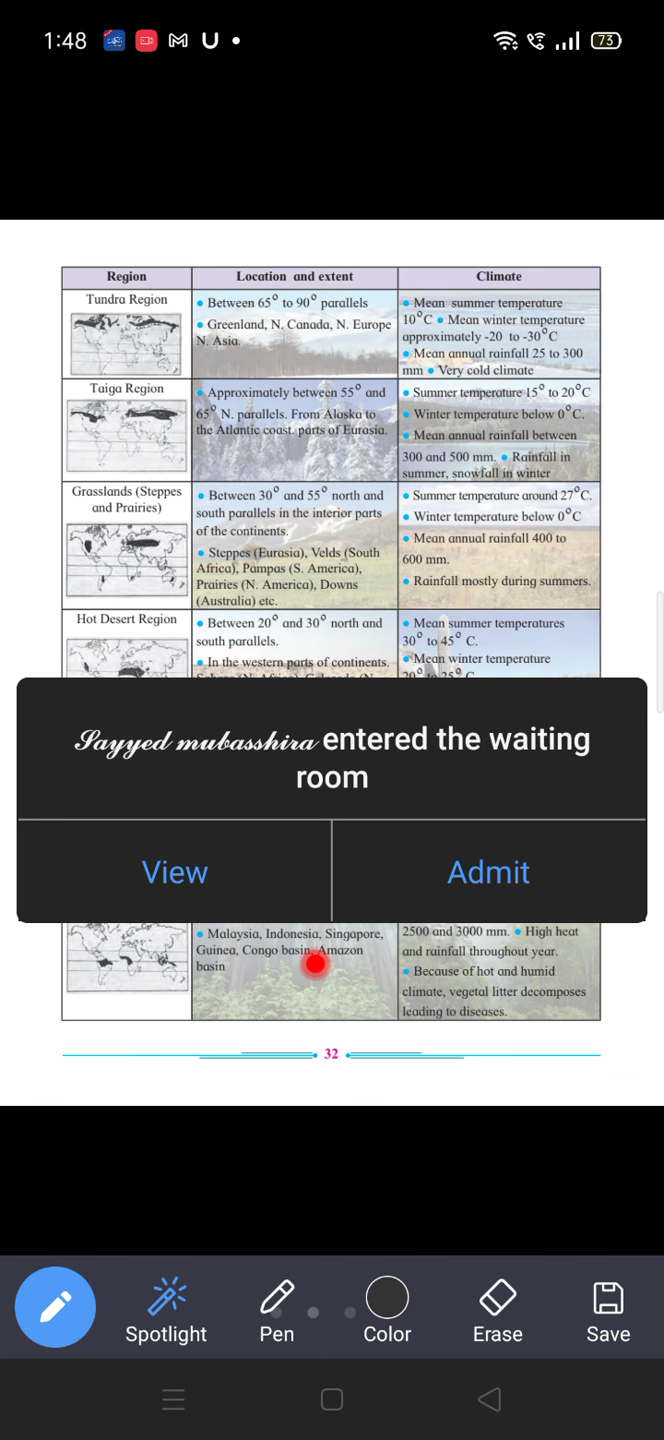 1:48
73
Region Location and extent Climate
Tundra Region
• Between 65° to 90° parallels
• Greenland, N. Canada, N. Europe
N. Asia.
• Mean summer temperature
10°C • Mean winter temperature
approximately -20 to -30°C
• Mean annual rainfall 25 to 300
mm • Very cold climate
Taiga Region
• Approximately between 55° and
65° N. parallels. From Alaska to
the Atlantic coast. parts of Eurasia.
• Summer temperature 15° to 20°C
• Winter temperature below 0°C.
• Mean annual rainfall between
300 and 500 mm. • Rainfall in
summer, snowfall in winter
Grasslands (Steppes
and Prairies)
• Between 30° and 55° north and
south parallels in the interior parts
of the continents.
• Steppes (Eurasia), Velds (South
Africa), Pampas (S. America),
Prairies (N. America), Downs
(Australia) etc.
• Summer temperature around 27°C.
• Winter temperature below 0°C
• Mean annual rainfall 400 to
600 mm.
• Rainfall mostly during summers.
Hot Desert Region
• Between 20° and 30° north and
south parallels.
• In the western parts of continents.
• Mean summer temperatures
30° to 45° C.
• Mean winter temperature
20° to 25° C
Sayyed mubasshira entered the waiting
room
View Admit
• Malaysia, Indonesia, Singapore,
Guinea, Congo basin, Amazon
basin
2500 and 3000 mm. • High heat
and rainfall throughout year.
• Because of hot and humid
climate, vegetal litter decomposes
leading to diseases.
32
Spotlight Pen Color Erase Save